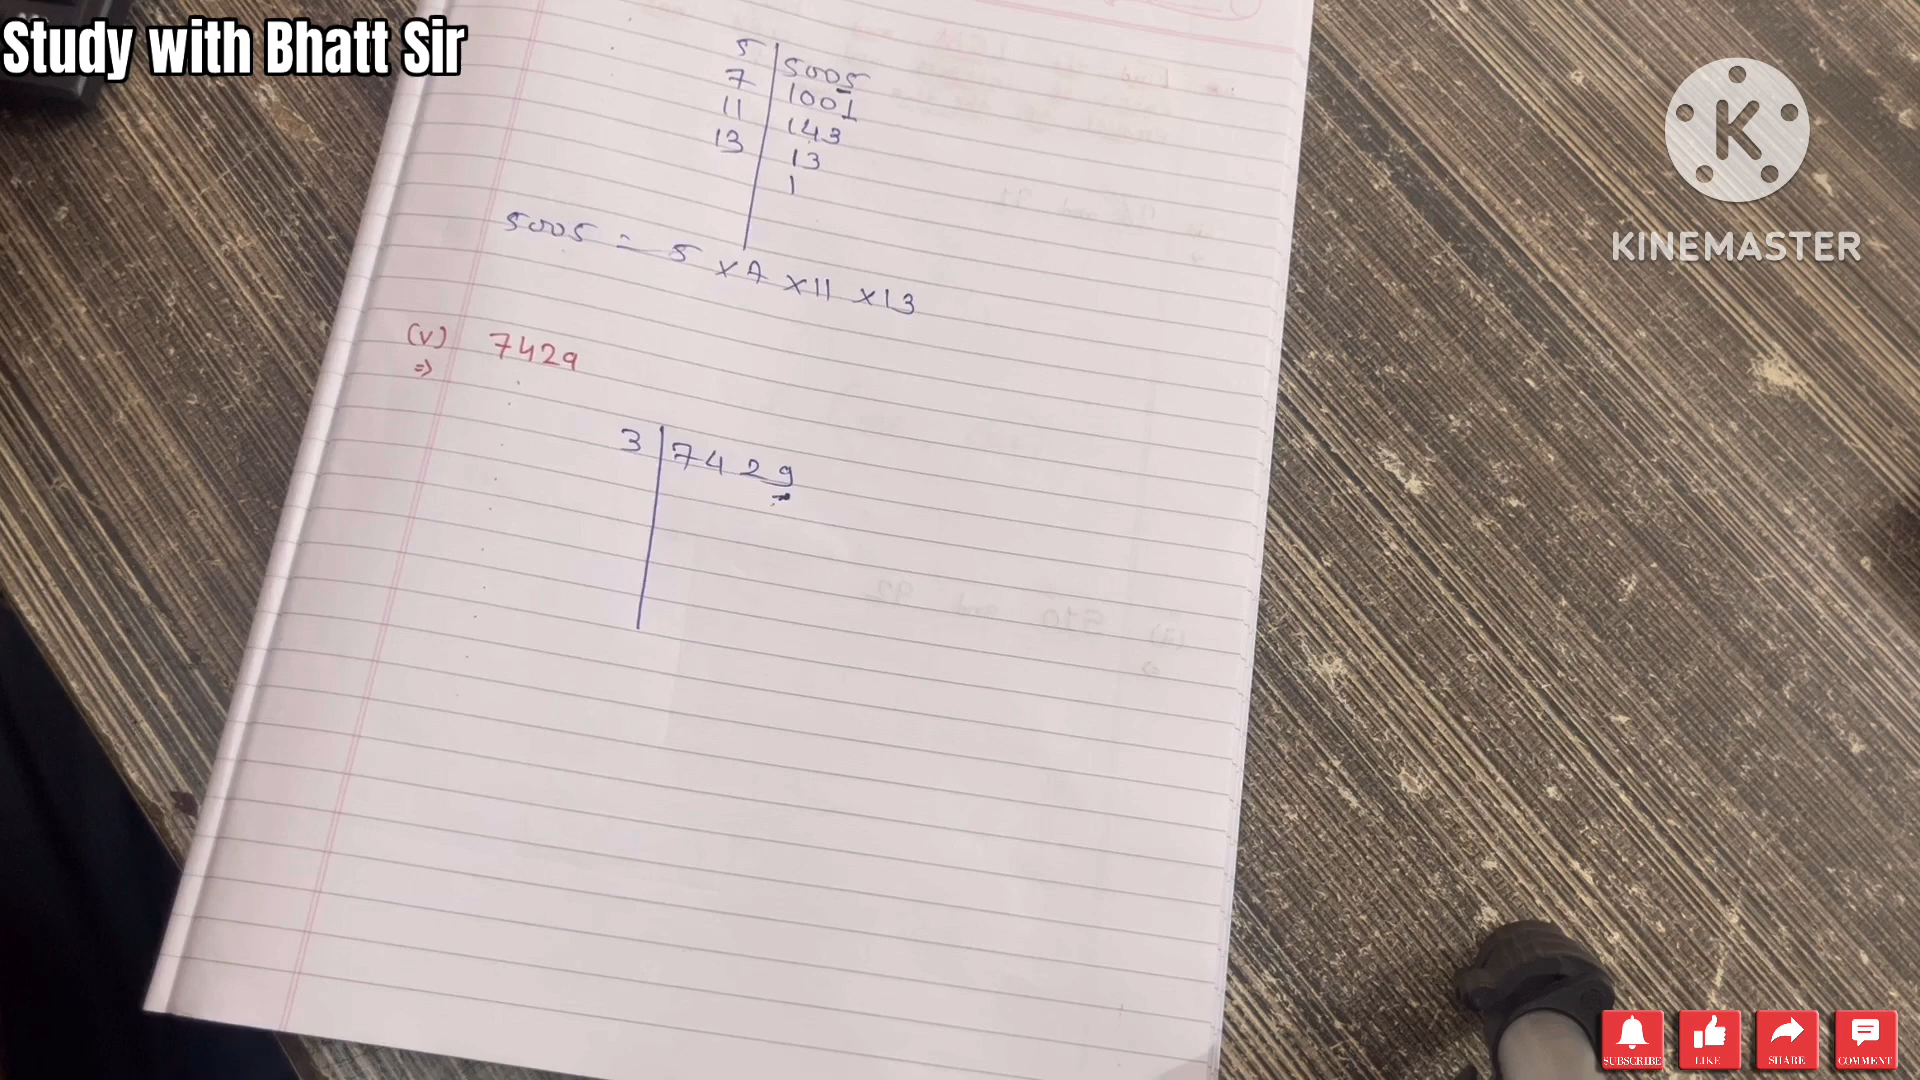 Study with Bhatt Sir
5 | 5005
7 | 1001
11 | 143
13 | 13
1
5005 = 5 x 7 x 11 x 13
(v) 7429
=>
3 | 7429
KINEMASTER
SUBSCRIBE LIKE SHARE COMMENT